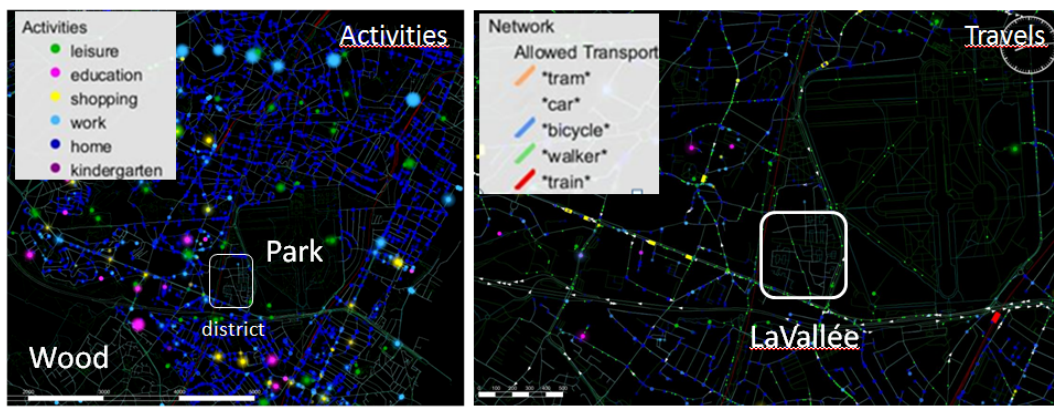 Activities
leisure
education
shopping
work
home
kindergarten
Activities
Park
district
Wood
Network
Allowed Transport
*tram*
*car*
*bicycle*
*walker*
*train*
Travels
LaVallée